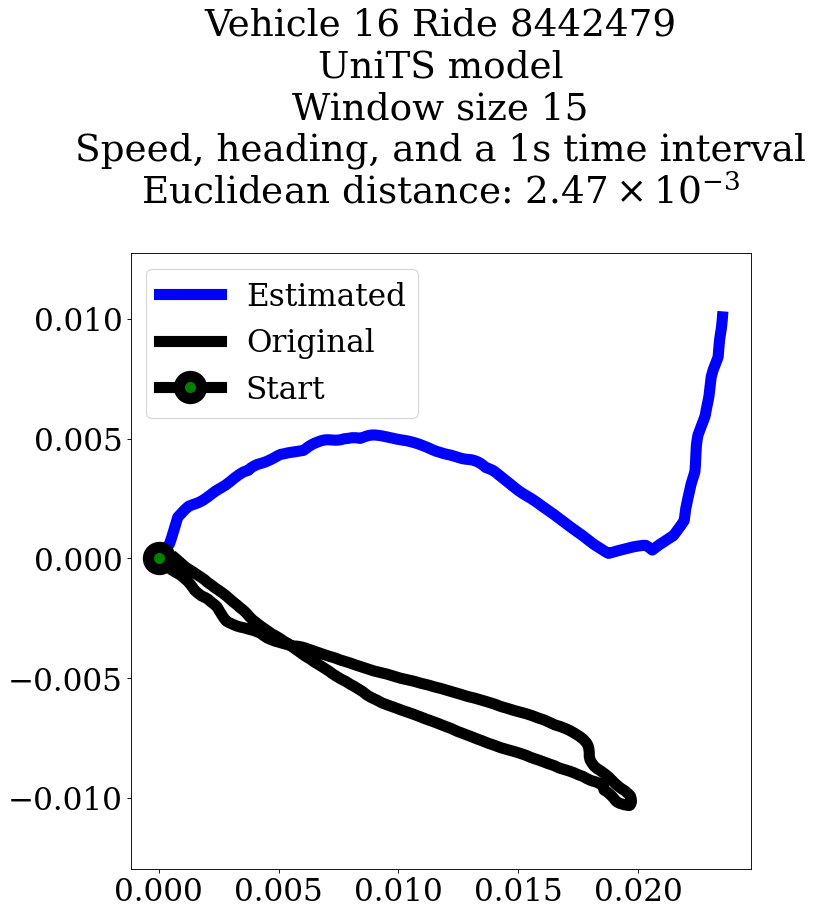 Vehicle 16 Ride 8442479
UniTS model
Window size 15
Speed, heading, and a 1s time interval
Euclidean distance: 2.47 × 10⁻³
Estimated
Original
Start
0.010
0.005
0.000
−0.005
−0.010
0.000 0.005 0.010 0.015 0.020